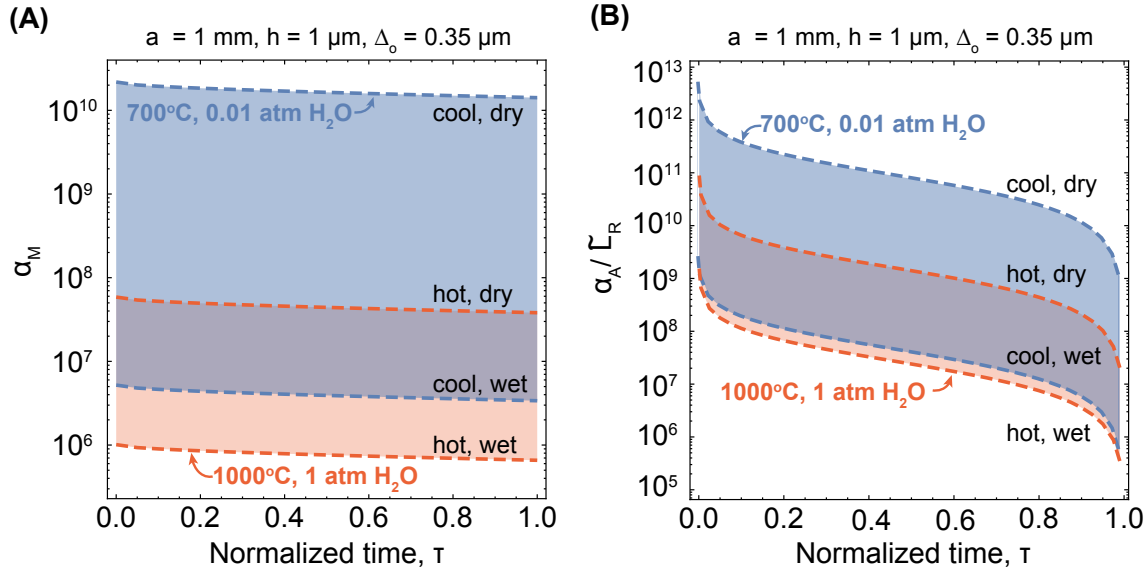 (A)
a = 1 mm, h = 1 µm, Δₒ = 0.35 µm
10¹⁰
10⁹
10⁸
10⁷
10⁶
α_M
700°C, 0.01 atm H₂O
cool, dry
hot, dry
cool, wet
hot, wet
1000°C, 1 atm H₂O
0.0 0.2 0.4 0.6 0.8 1.0
Normalized time, τ
(B)
a = 1 mm, h = 1 µm, Δₒ = 0.35 µm
10¹³
10¹²
10¹¹
10¹⁰
10⁹
10⁸
10⁷
10⁶
10⁵
α_A/ L̃_R
700°C, 0.01 atm H₂O
cool, dry
hot, dry
cool, wet
1000°C, 1 atm H₂O
hot, wet
0.0 0.2 0.4 0.6 0.8 1.0
Normalized time, τ